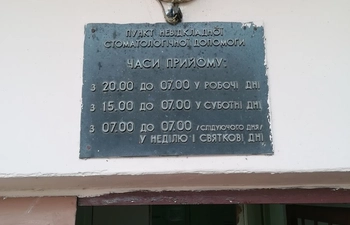 ПУНКТ НЕВІДКЛАДНОЇ
СТОМАТОЛОГІЧНОЇ ДОПОМОГИ
ЧАСИ ПРИЙОМУ:
З 20.00 ДО 07.00 У РОБОЧІ ДНІ
З 15.00 ДО 07.00 У СУБОТНІ ДНІ
З 07.00 ДО 07.00 /СЛІДУЮЧОГО ДНЯ/
У НЕДІЛЮ І СВЯТКОВІ ДНІ